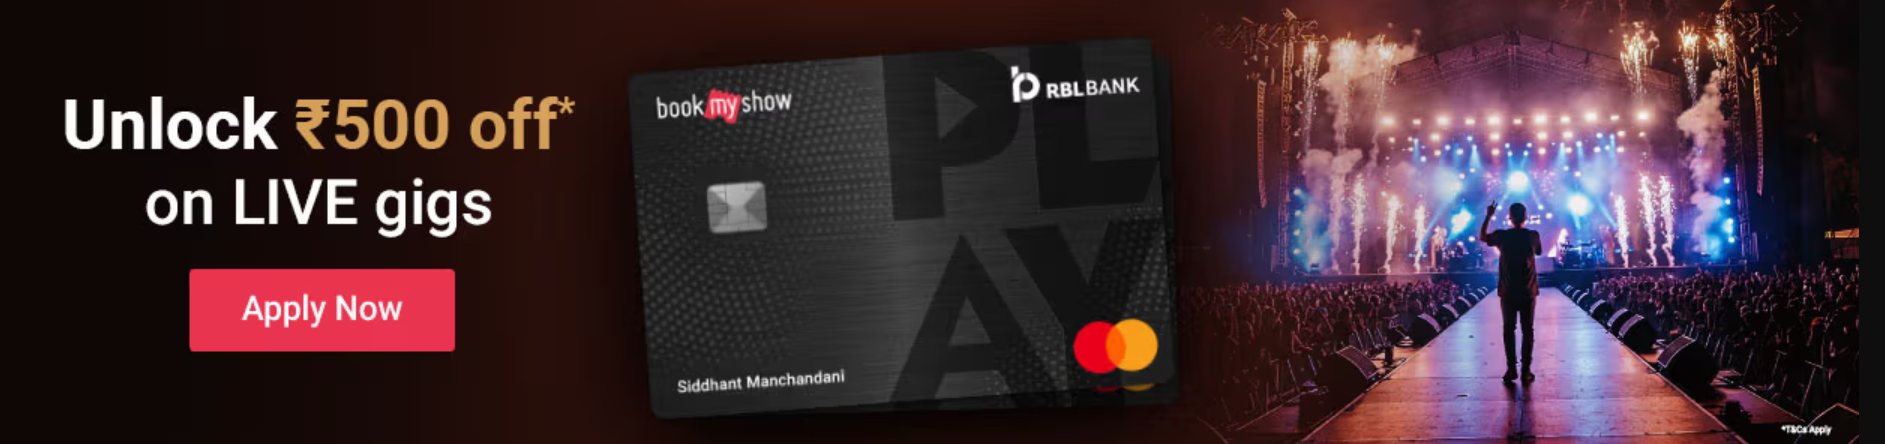 Unlock ₹500 off*
on LIVE gigs
Apply Now
bookmyshow
RBLBANK
PLAY
Siddhant Manchandani
*T&Cs Apply